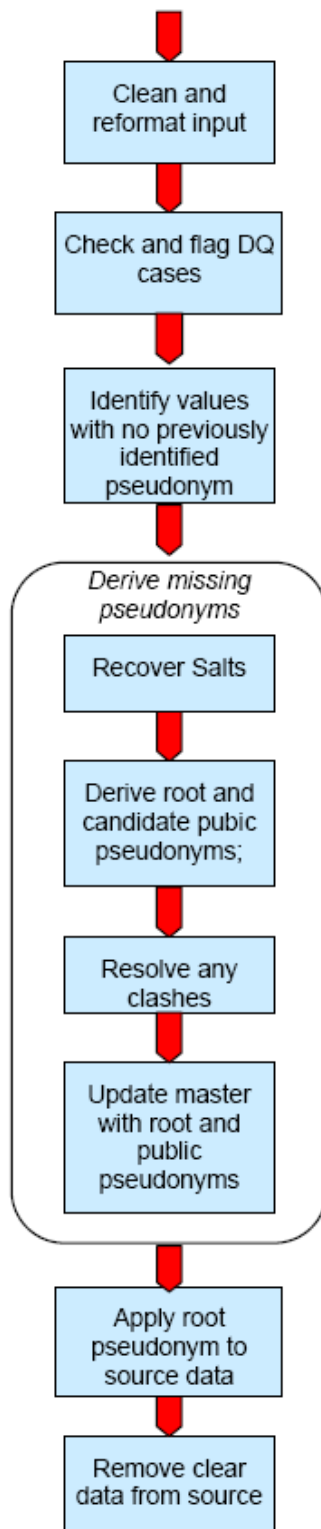 Clean and
reformat input
Check and flag DQ
cases
Identify values
with no previously
identified
pseudonym
Derive missing
pseudonyms
Recover Salts
Derive root and
candidate pubic
pseudonyms;
Resolve any
clashes
Update master
with root and
public
pseudonyms
Apply root
pseudonym to
source data
Remove clear
data from source